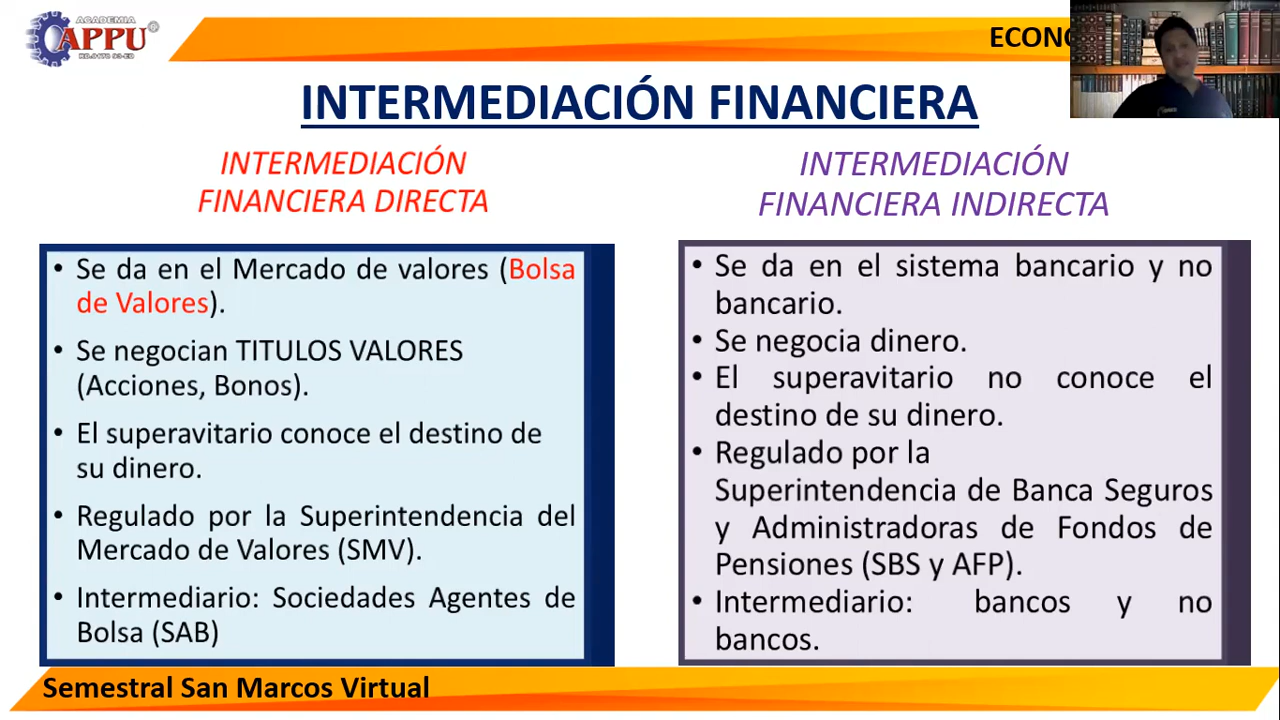 ACADEMIA
APPU
ECONO
INTERMEDIACIÓN FINANCIERA
INTERMEDIACIÓN
FINANCIERA DIRECTA
• Se da en el Mercado de valores (Bolsa
de Valores).
• Se negocian TITULOS VALORES
(Acciones, Bonos).
• El superavitario conoce el destino de
su dinero.
• Regulado por la Superintendencia del
Mercado de Valores (SMV).
• Intermediario: Sociedades Agentes de
Bolsa (SAB)
INTERMEDIACIÓN
FINANCIERA INDIRECTA
• Se da en el sistema bancario y no
bancario.
• Se negocia dinero.
• El superavitario no conoce el
destino de su dinero.
• Regulado por la
Superintendencia de Banca Seguros
y Administradoras de Fondos de
Pensiones (SBS y AFP).
• Intermediario: bancos y no
bancos.
Semestral San Marcos Virtual